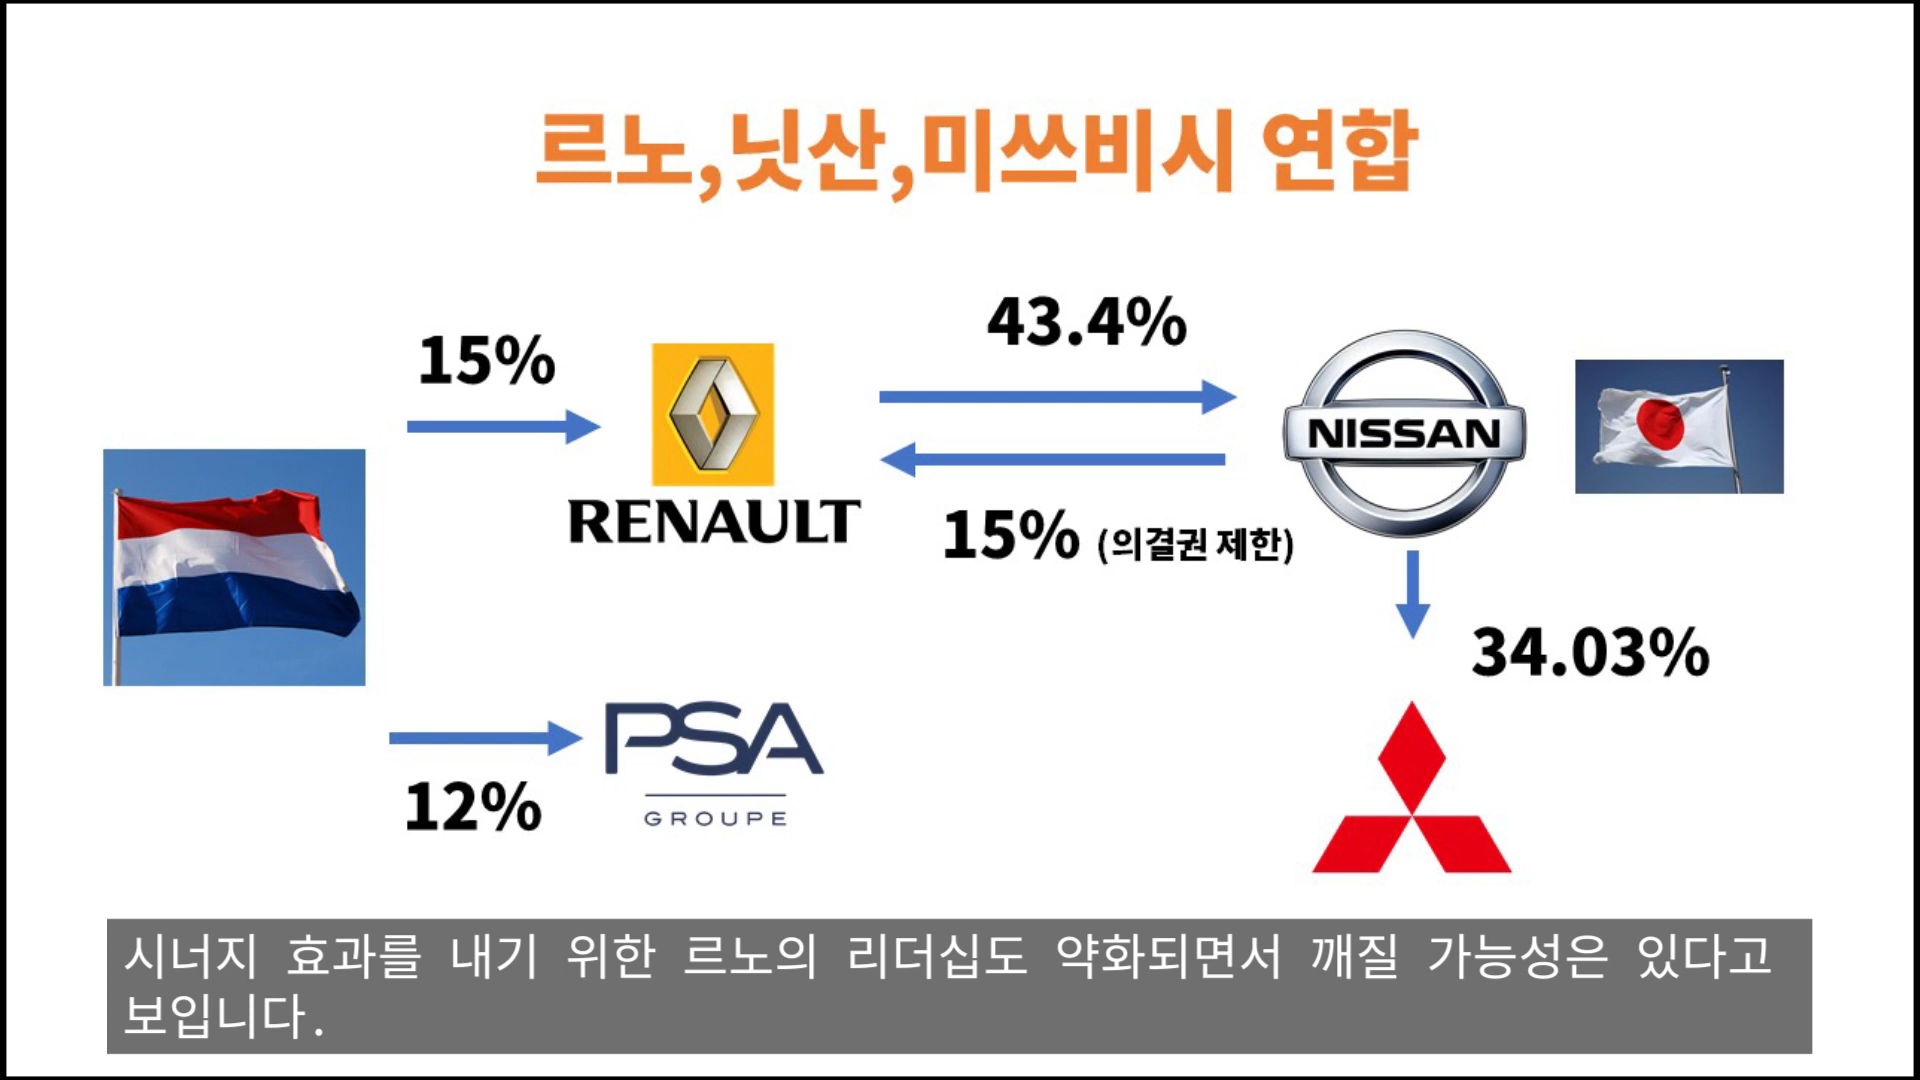 르노,닛산,미쓰비시 연합
15%
43.4%
RENAULT
NISSAN
15% (의결권 제한)
34.03%
12%
PSA
GROUPE
시너지 효과를 내기 위한 르노의 리더십도 약화되면서 깨질 가능성은 있다고
보입니다.